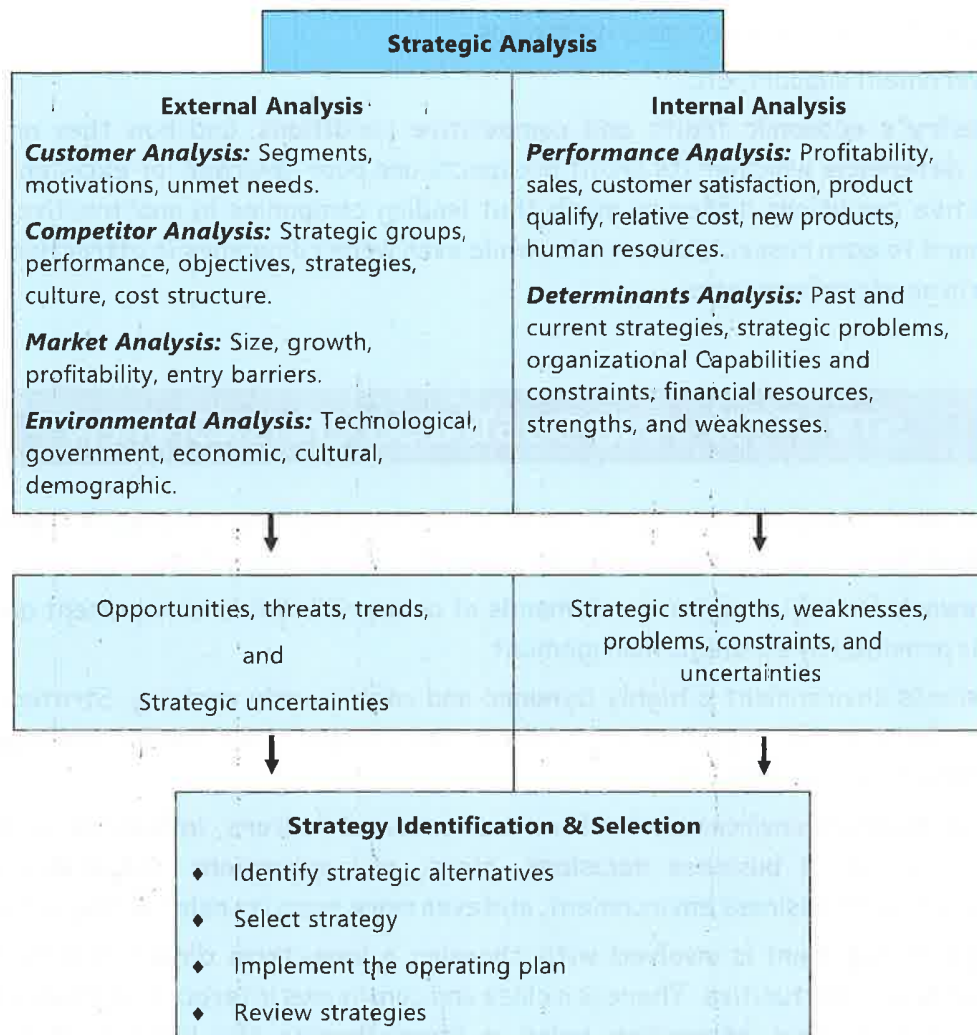 Strategic Analysis
External Analysis
Customer Analysis: Segments,
motivations, unmet needs.
Competitor Analysis: Strategic groups,
performance, objectives, strategies,
culture, cost structure.
Market Analysis: Size, growth,
profitability, entry barriers.
Environmental Analysis: Technological,
government, economic, cultural,
demographic.
Internal Analysis
Performance Analysis: Profitability,
sales, customer satisfaction, product
qualify, relative cost, new products,
human resources.
Determinants Analysis: Past and
current strategies, strategic problems,
organizational Capabilities and
constraints, financial resources,
strengths, and weaknesses.
Opportunities, threats, trends,
and
Strategic uncertainties
Strategic strengths, weaknesses,
problems, constraints, and
uncertainties
Strategy Identification & Selection
♦ Identify strategic alternatives
♦ Select strategy
♦ Implement the operating plan
♦ Review strategies